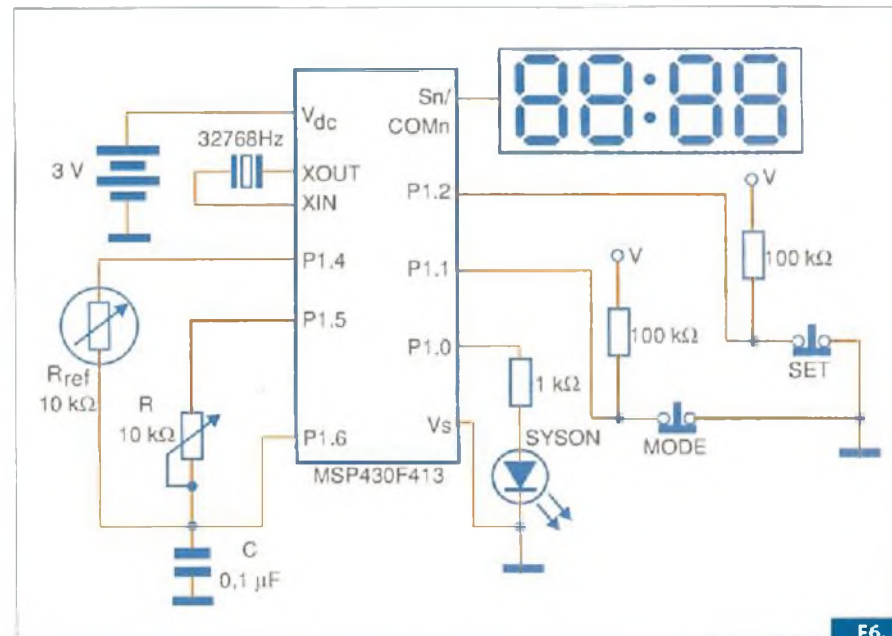 Sn/
COMn
V
dc
3 V
32768Hz
XOUT
XIN
P1.2
V
100 kΩ
P1.4
P1.1
V
100 kΩ
SET
P1.5
P1.0
1 kΩ
MODE
Rref
10 kΩ
R
10 kΩ
P1.6
Vs
SYSON
MSP430F413
C
0,1 µF
F6